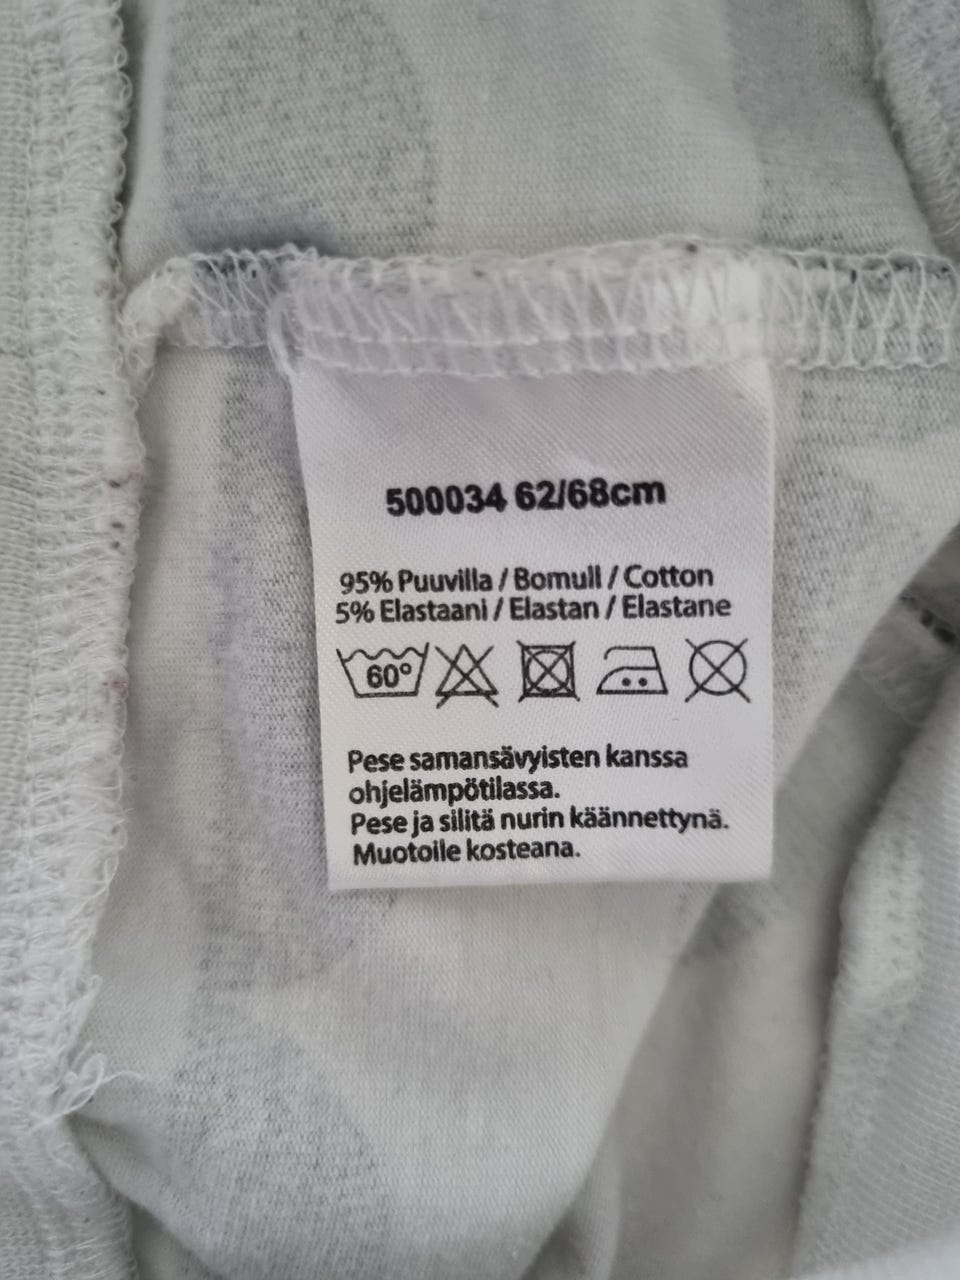 500034 62/68cm
95% Puuvilla / Bomull / Cotton
5% Elastaani / Elastan / Elastane
60°
Pese samansävyisten kanssa
ohjelämpötilassa.
Pese ja silitä nurin käännettynä.
Muotoile kosteana.